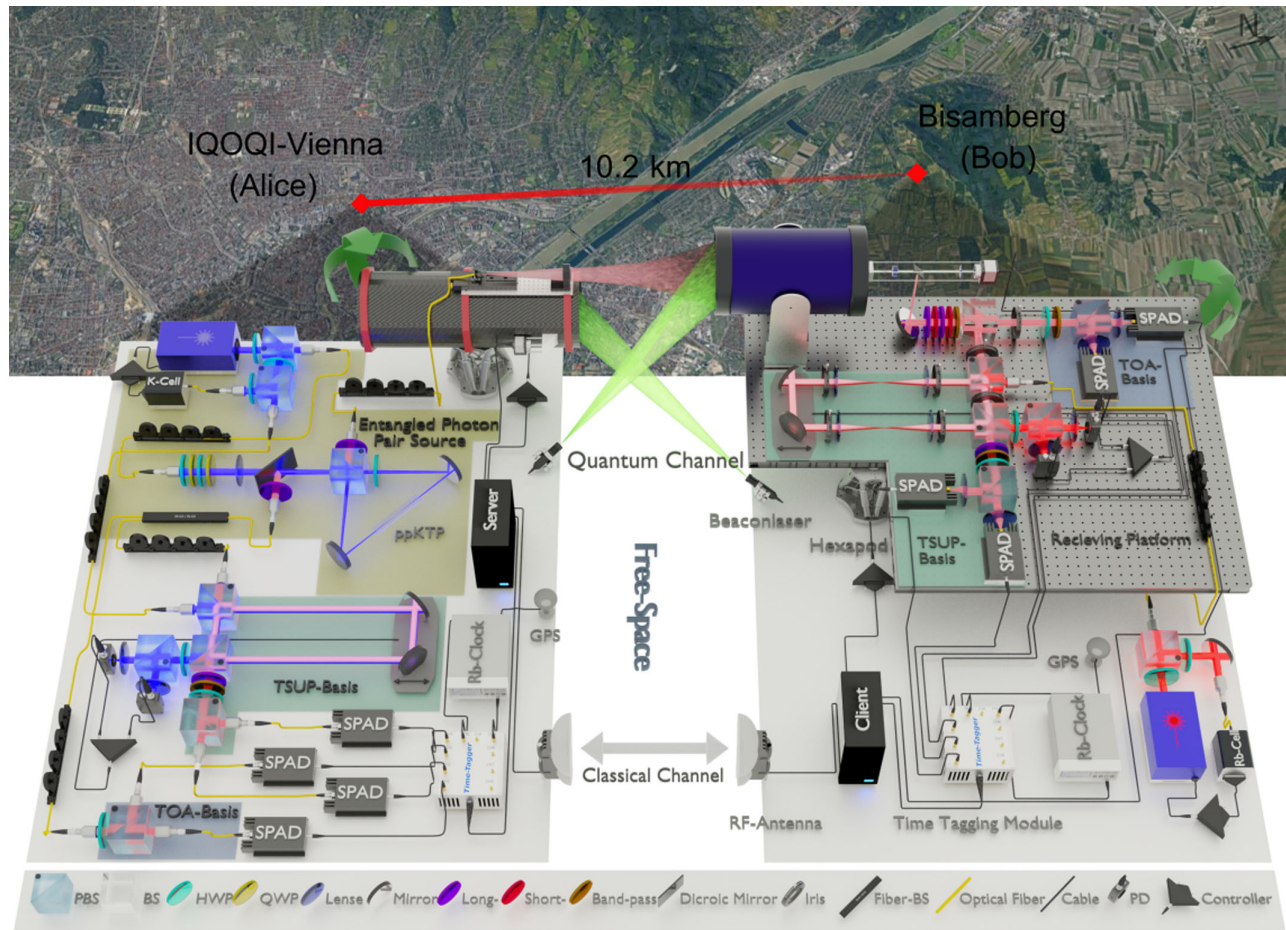 N
IQOQI-Vienna
(Alice)
10.2 km
Bisamberg
(Bob)
K-Cell
Entangled Photon
Pair Source
ppKTP
Quantum Channel
Beaconlaser
Hexapod
SPAD
SPAD
TOA-
Basis
SPAD
SPAD
TSUP-
Basis
Recieving Platform
Server
Free-Space
GPS
Rb-Clock
TSUP-Basis
SPAD
SPAD
SPAD
SPAD
TOA-Basis
Time-Tagger
Classical Channel
RF-Antenna
Client
GPS
Time-Tagger
Rb-Clock
Time Tagging Module
Rb-Cell
PBS
BS
HWP
QWP
Lense
Mirror
Long-
Short-
Band-pass
Dicroic Mirror
Iris
Fiber-BS
Optical Fiber
Cable
PD
Controller